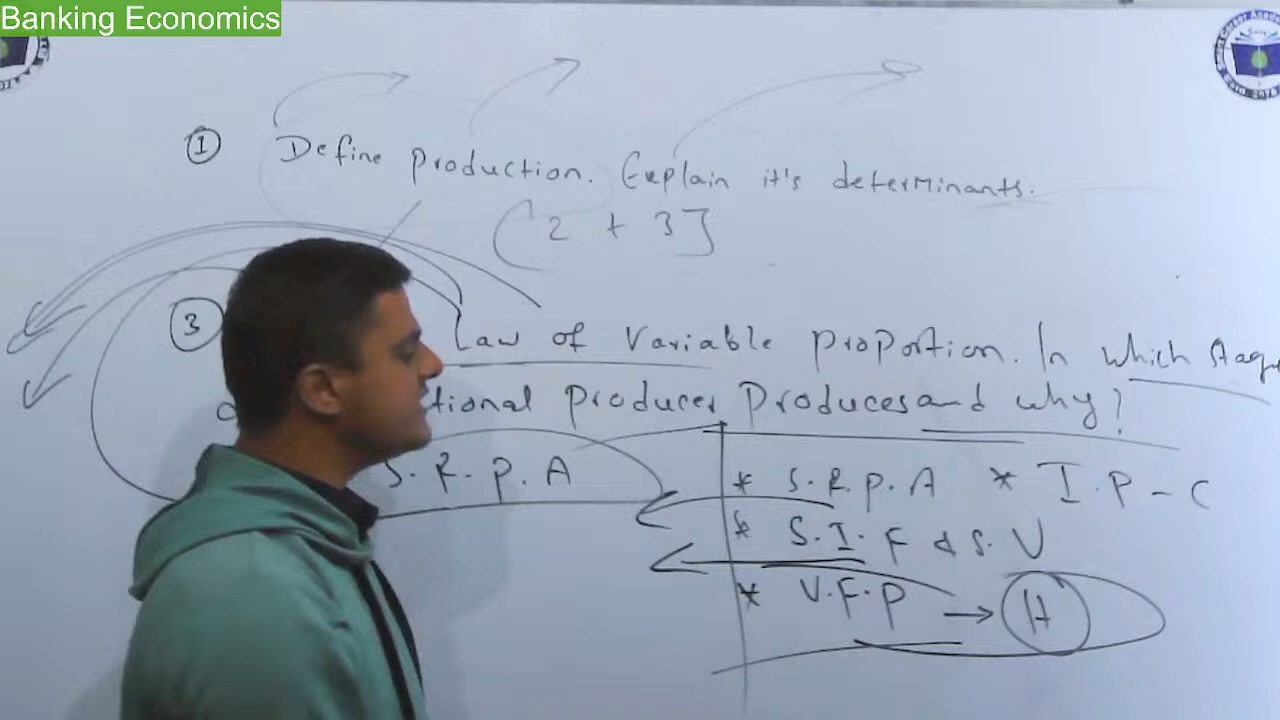 Banking Economics
① Define production. Explain it's determinants.
[2 + 3]
③ Law of Variable proportion. In which stage
tional producer produces and why?
S.R.P.A
* S.R.P.A * I.P-C
* S.I.F & S.V
* V.F.P → H